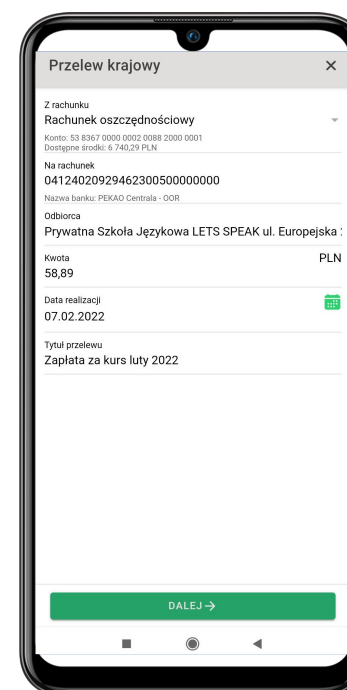 Przelew krajowy
Z rachunku
Rachunek oszczędnościowy
Konto: 53 8367 0000 0002 0088 2000 0001
Dostępne środki: 6 740,29 PLN
Na rachunek
04124020929462300500000000
Nazwa banku: PEKAO Centrala - OOR
Odbiorca
Prywatna Szkoła Językowa LETS SPEAK ul. Europejska
Kwota
PLN
58,89
Data realizacji
07.02.2022
Tytuł przelewu
Zapłata za kurs luty 2022
DALEJ →